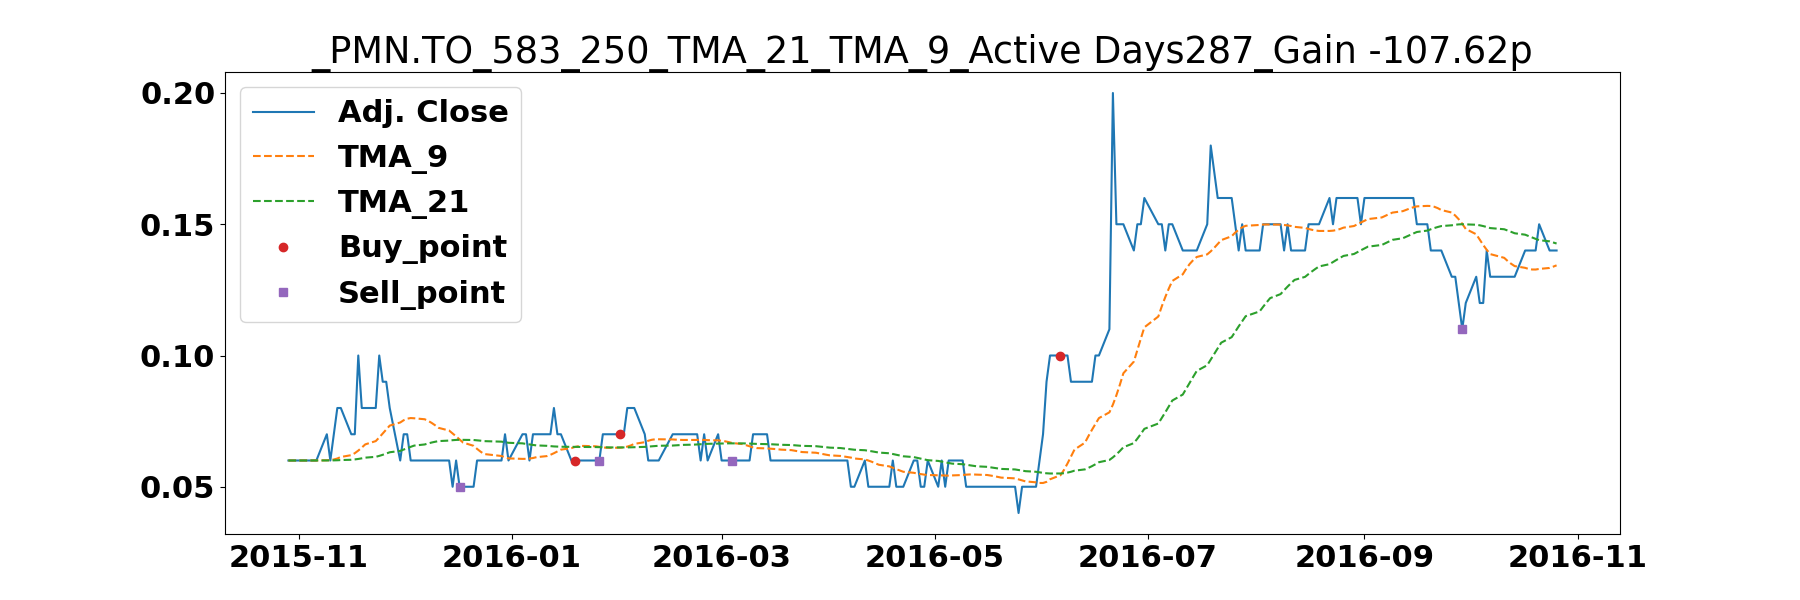 _PMN.TO_583_250_TMA_21_TMA_9_Active Days287_Gain -107.62p
0.20
0.15
0.10
0.05
Adj. Close
TMA_9
TMA_21
Buy_point
Sell_point
2015-11 2016-01 2016-03 2016-05 2016-07 2016-09 2016-11